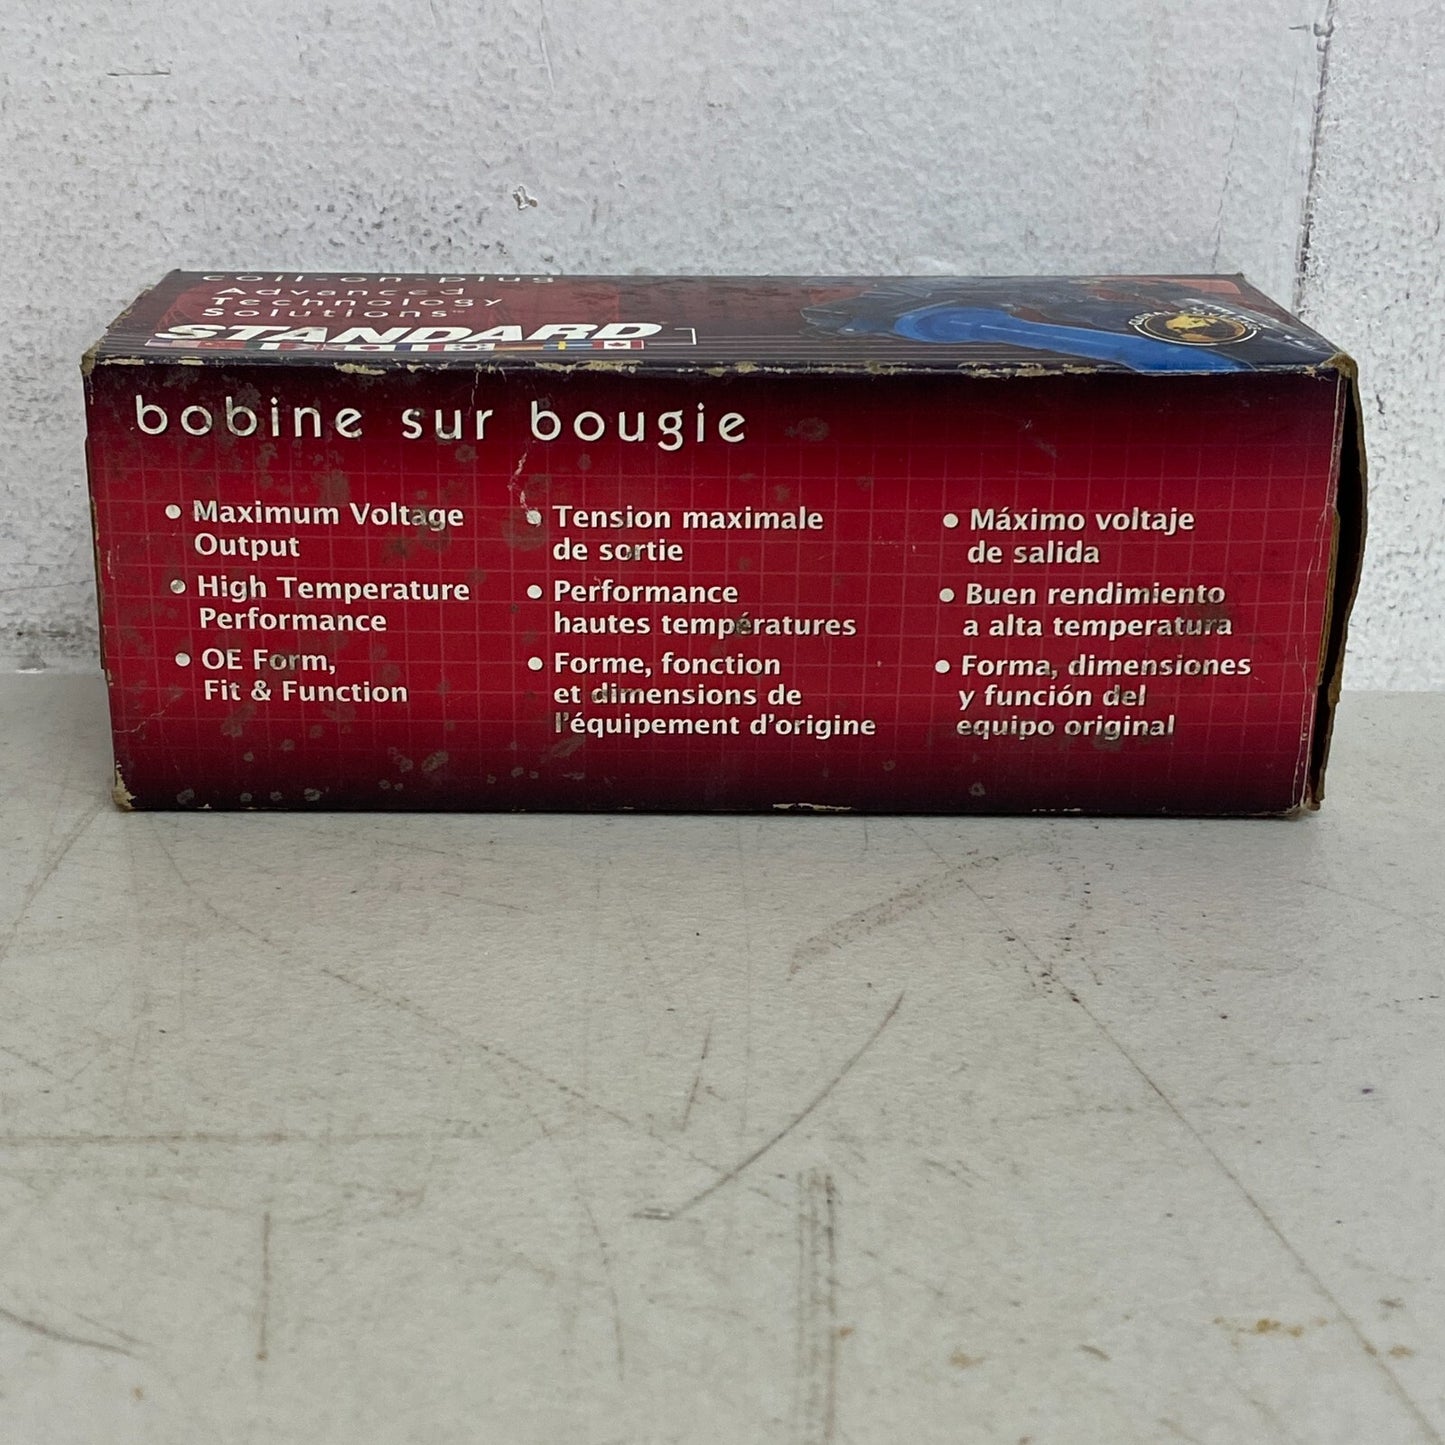 coil·on·plug
Advanced
Technology
Solutions™
STANDARD
bobine sur bougie
• Maximum Voltage
Output
• High Temperature
Performance
• OE Form,
Fit & Function
• Tension maximale
de sortie
• Performance
hautes températures
• Forme, fonction
et dimensions de
l'équipement d'origine
• Máximo voltaje
de salida
• Buen rendimiento
a alta temperatura
• Forma, dimensiones
y función del
equipo original